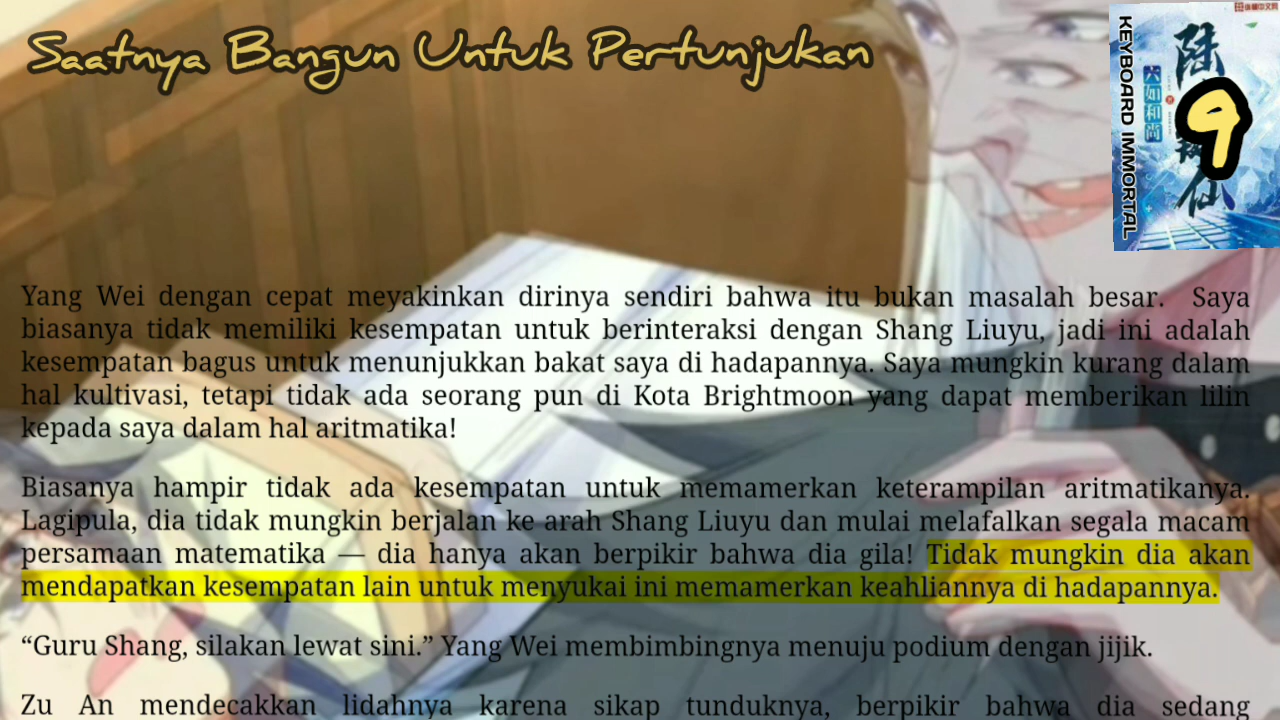 Saatnya Bangun Untuk Pertunjukan
KEYBOARD IMMORTAL
陆
仙
六如和尚
9
Yang Wei dengan cepat meyakinkan dirinya sendiri bahwa itu bukan masalah besar. Saya
biasanya tidak memiliki kesempatan untuk berinteraksi dengan Shang Liuyu, jadi ini adalah
kesempatan bagus untuk menunjukkan bakat saya di hadapannya. Saya mungkin kurang dalam
hal kultivasi, tetapi tidak ada seorang pun di Kota Brightmoon yang dapat memberikan lilin
kepada saya dalam hal aritmatika!
Biasanya hampir tidak ada kesempatan untuk memamerkan keterampilan aritmatikanya.
Lagipula, dia tidak mungkin berjalan ke arah Shang Liuyu dan mulai melafalkan segala macam
persamaan matematika — dia hanya akan berpikir bahwa dia gila! Tidak mungkin dia akan
mendapatkan kesempatan lain untuk menyukai ini memamerkan keahliannya di hadapannya.
“Guru Shang, silakan lewat sini.” Yang Wei membimbingnya menuju podium dengan jijik.
Zu An mendecakkan lidahnya karena sikap tunduknya, berpikir bahwa dia sedang